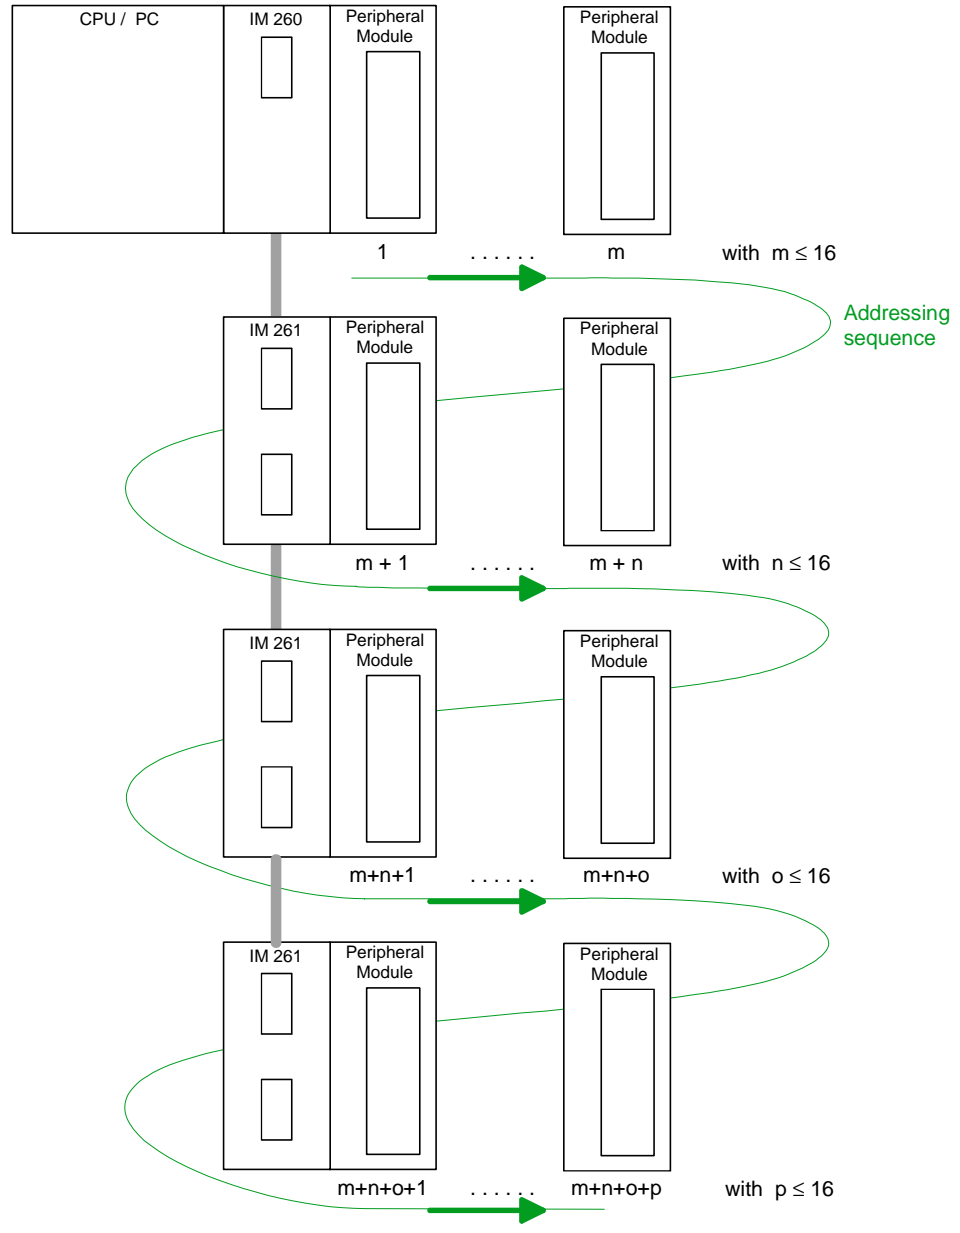 CPU / PC
IM 260
Peripheral
Module
Peripheral
Module
1
. . . . . .
m
with m ≤ 16
Addressing
sequence
IM 261
Peripheral
Module
Peripheral
Module
m + 1
. . . . . .
m + n
with n ≤ 16
IM 261
Peripheral
Module
Peripheral
Module
m+n+1
. . . . . .
m+n+o
with o ≤ 16
IM 261
Peripheral
Module
Peripheral
Module
m+n+o+1
. . . . . .
m+n+o+p
with p ≤ 16